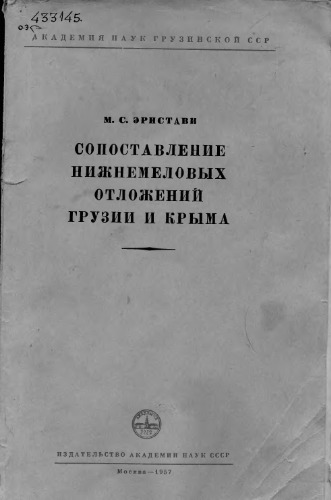 433145.
АКАДЕМИЯ НАУК ГРУЗИНСКОЙ ССР
М. С. ЭРИСТАВИ
СОПОСТАВЛЕНИЕ
НИЖНЕМЕЛОВЫХ
ОТЛОЖЕНИЙ
ГРУЗИИ И КРЫМА
ИЗДАТЕЛЬСТВО АКАДЕМИИ НАУК СССР
Москва — 1957